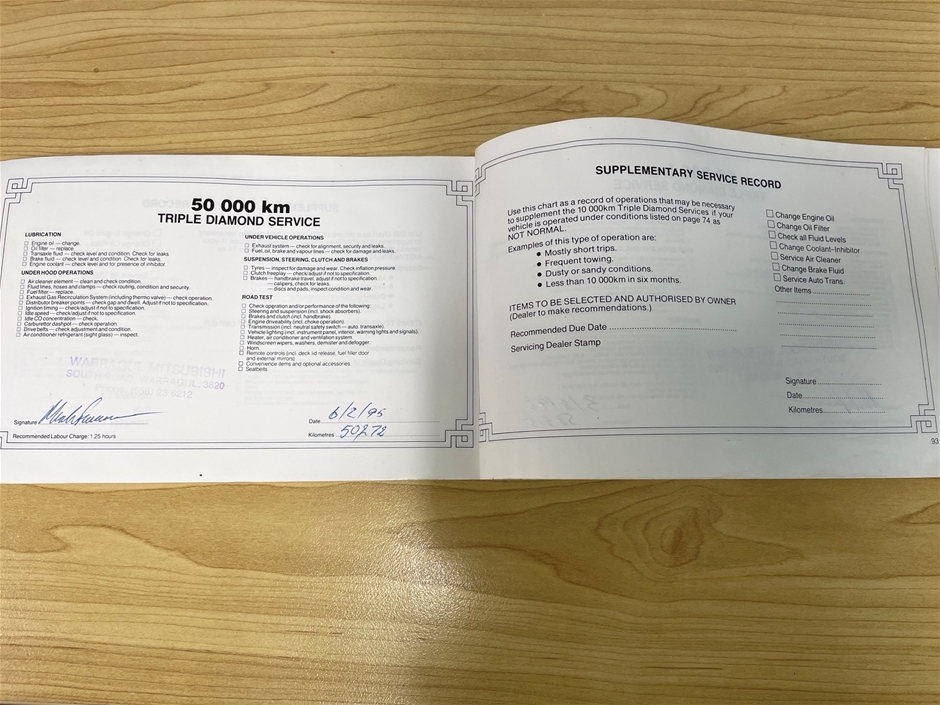 50 000 km
TRIPLE DIAMOND SERVICE
LUBRICATION
Engine oil — change
Oil filter — replace.
Transaxle fluid — check level and condition. Check for leaks.
Brake fluid — check level and condition. Check for leaks.
Engine coolant — check level and for presence of inhibitor.
UNDER HOOD OPERATIONS
Air cleaner element — clean and check condition.
Fluid lines, hoses and clamps — check routing, condition and security.
Fuel filter — replace.
Exhaust Gas Recirculation System (including thermo valve) — check operation.
Distributor breaker points — check gap and dwell. Adjust if not to specification.
Ignition timing — check/adjust if not to specification.
Idle speed — check/adjust if not to specification.
Idle CO concentration — check.
Carburettor dashpot — check operation.
Drive belts — check adjustment and condition.
Air conditioner refrigerant (sight glass) — inspect.
UNDER VEHICLE OPERATIONS
Exhaust system — check for alignment, security and leaks.
Fuel, oil, brake and vapour lines — check for damage and leaks.
SUSPENSION, STEERING, CLUTCH AND BRAKES
Tyres — inspect for damage and wear. Check inflation pressure.
Clutch freeplay — check/adjust if not to specification.
Brakes — handbrake travel, adjust if not to specification.
— calipers, check for leaks.
— discs and pads, inspect condition and wear.
ROAD TEST
Check operation and/or performance of the following:
Steering and suspension (incl. shock absorbers).
Brakes and clutch (incl. handbrake).
Engine driveability (incl. choke operation).
Transmission (incl. neutral safety switch — auto. transaxle).
Vehicle lighting (incl. instrument panel, interior, warning lights and signals).
Heater, air conditioner and ventilation system.
Windscreen wipers, washers, demister and defogger.
Horn.
Remote controls (incl. deck lid release, fuel filler door
and external mirrors)
Convenience items and optional accessories.
Seatbelts.
WARRAGUL MITSUBISHI
WARRAGUL, 3820
Signature
Date 6/2/95
Kilometres 50272
Recommended Labour Charge: 1.25 hours
SUPPLEMENTARY SERVICE RECORD
Use this chart as a record of operations that may be necessary
to supplement the 10 000km Triple Diamond Services if your
vehicle is operated under conditions listed on page 74 as
NOT NORMAL.
Examples of this type of operation are:
● Mostly short trips.
● Frequent towing.
● Dusty or sandy conditions.
● Less than 10 000km in six months.
ITEMS TO BE SELECTED AND AUTHORISED BY OWNER
(Dealer to make recommendations.)
Recommended Due Date
Servicing Dealer Stamp
Change Engine Oil
Change Oil Filter
Check all Fluid Levels
Change Coolant-Inhibitor
Service Air Cleaner
Change Brake Fluid
Service Auto Trans.
Other Items
Signature
Date
Kilometres
93